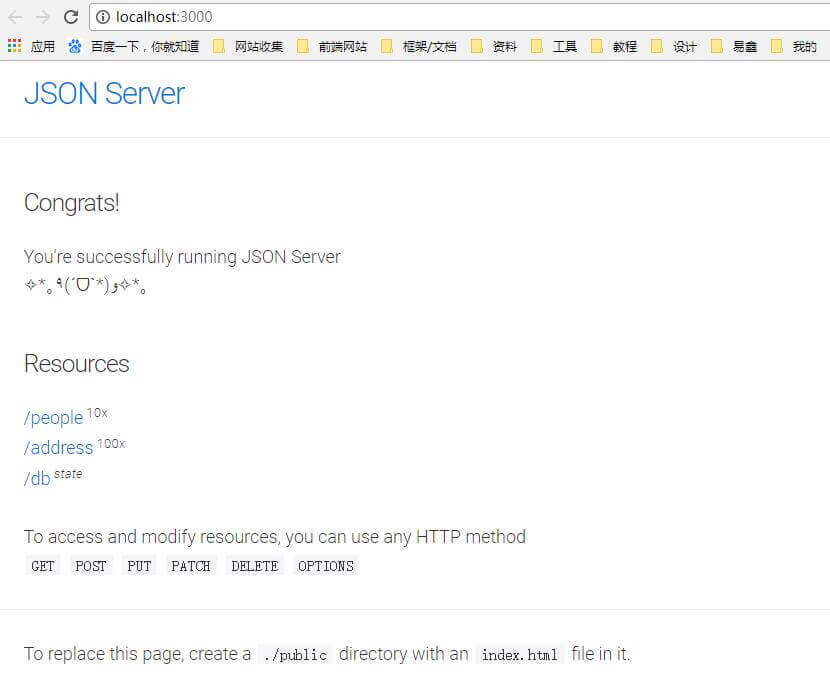 localhost:3000
应用 百度一下，你就知道 网站收集 前端网站 框架/文档 资料 工具 教程 设计 易鑫 我的
JSON Server
Congrats!
You're successfully running JSON Server
✧*｡٩(ˊᗜˋ*)و✧*｡
Resources
/people 10x
/address 100x
/db state
To access and modify resources, you can use any HTTP method
GET POST PUT PATCH DELETE OPTIONS
To replace this page, create a ./public directory with an index.html file in it.